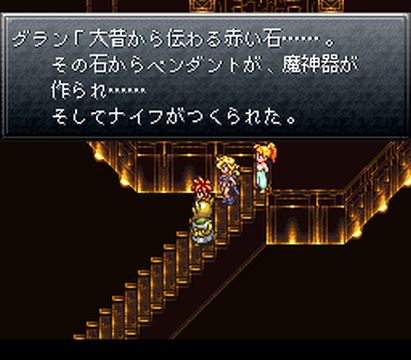 グラン「大昔から伝わる赤い石……。
その石からペンダントが、魔神器が
作られ……
そしてナイフがつくられた。